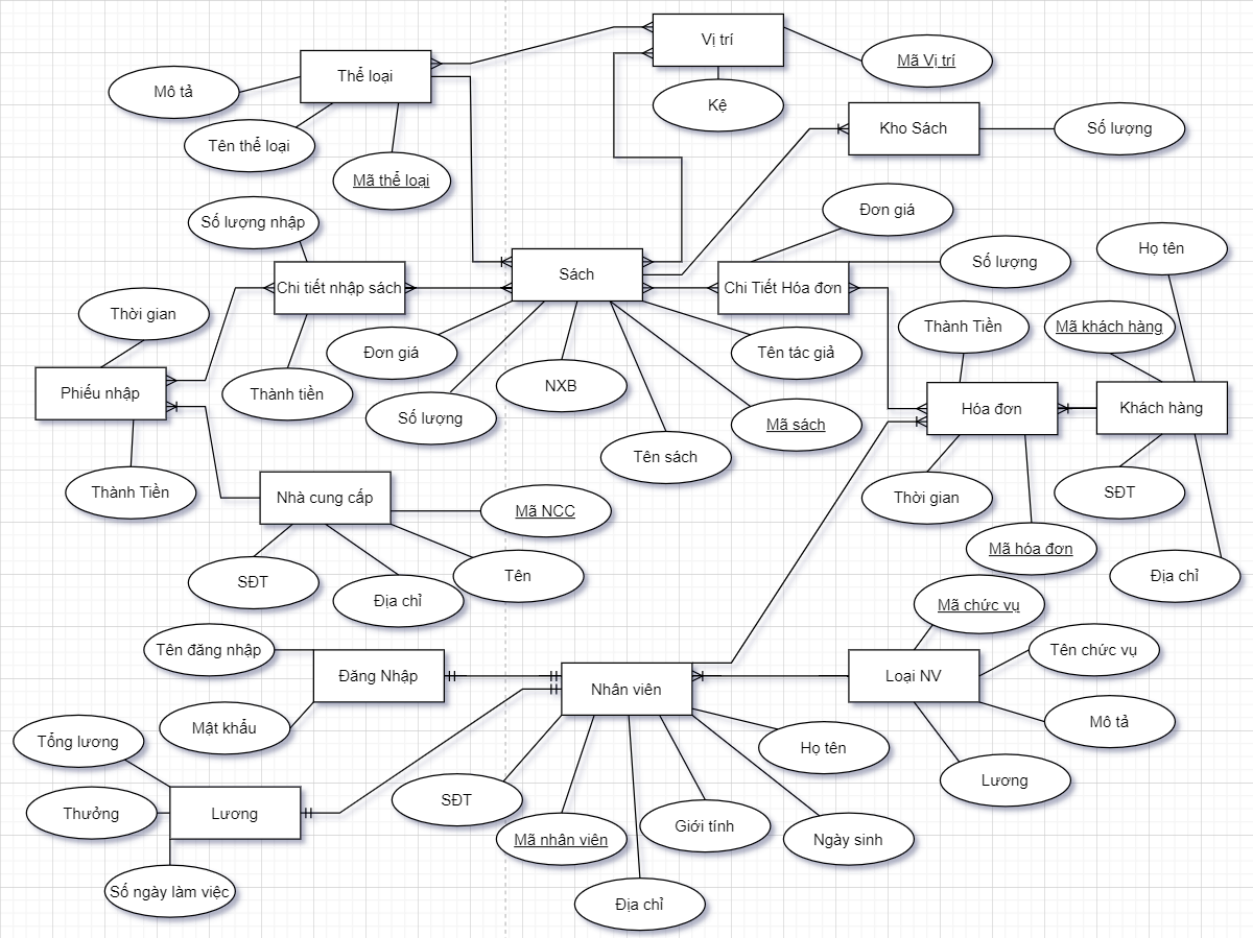 Vị trí
Mã Vị trí
Thể loại
Mô tả
Kệ
Kho Sách
Số lượng
Tên thể loại
Mã thể loại
Số lượng nhập
Đơn giá
Họ tên
Sách
Số lượng
Chi tiết nhập sách
Chi Tiết Hóa đơn
Thời gian
Thành Tiền
Mã khách hàng
Đơn giá
Tên tác giả
Phiếu nhập
Thành tiền
NXB
Hóa đơn
Khách hàng
Số lượng
Mã sách
Tên sách
Thành Tiền
Nhà cung cấp
Mã NCC
Thời gian
SĐT
Mã hóa đơn
SĐT
Địa chỉ
Tên
Địa chỉ
Mã chức vụ
Tên đăng nhập
Đăng Nhập
Nhân viên
Loại NV
Tên chức vụ
Mật khẩu
Mô tả
Tổng lương
Họ tên
Lương
Thưởng
Lương
SĐT
Mã nhân viên
Giới tính
Ngày sinh
Số ngày làm việc
Địa chỉ